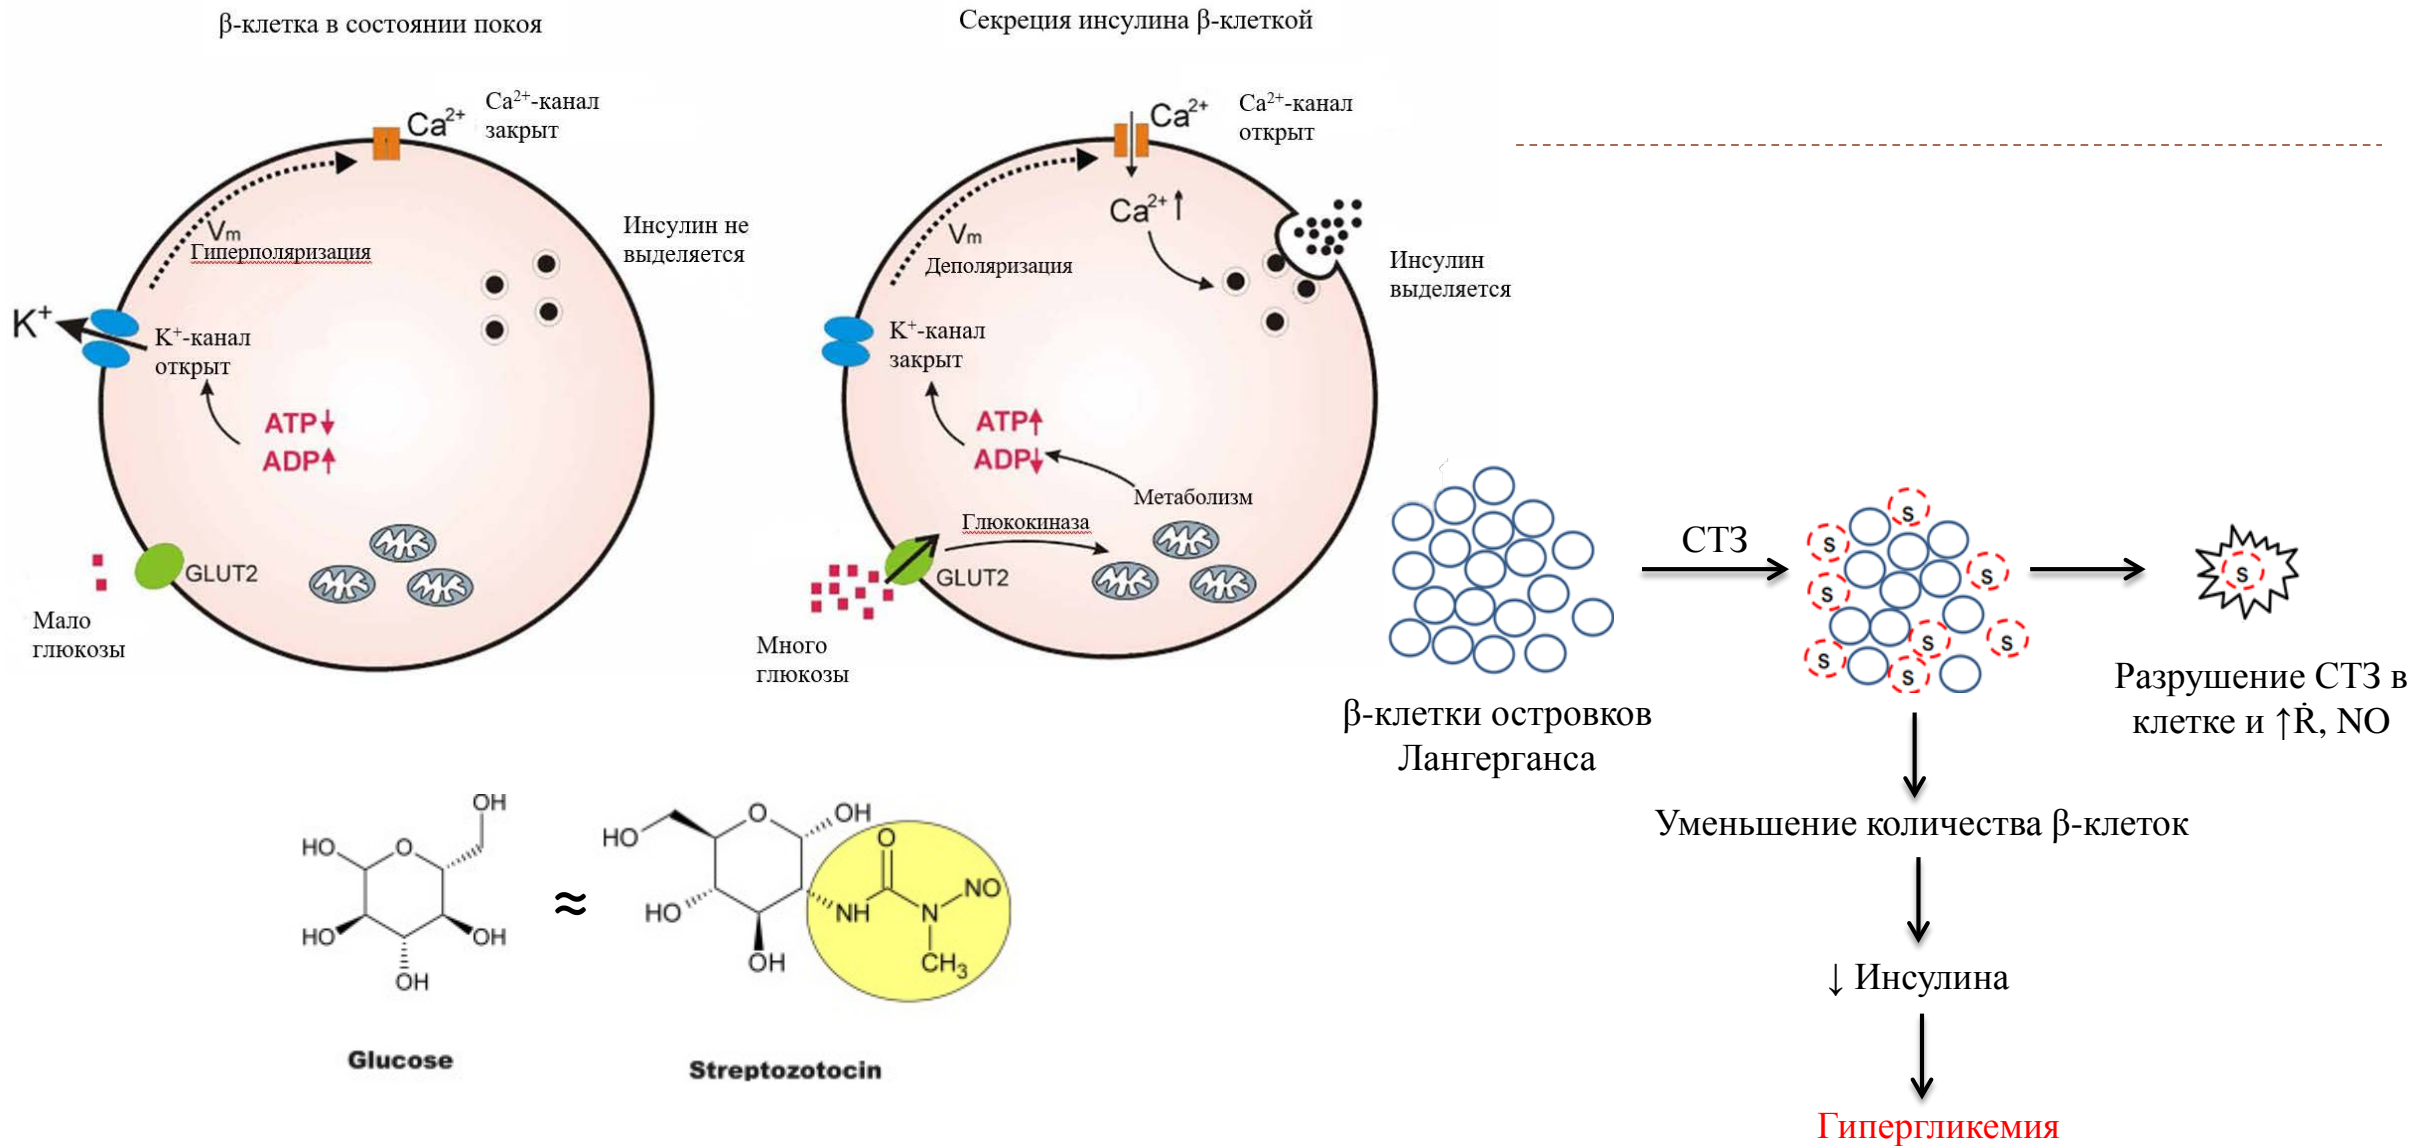 β-клетка в состоянии покоя
Ca²⁺
Ca²⁺-канал
закрыт
Vm
Гиперполяризация
Инсулин не
выделяется
K⁺
K⁺-канал
открыт
ATP↓
ADP↑
GLUT2
Мало
глюкозы
Секреция инсулина β-клеткой
Ca²⁺
Ca²⁺-канал
открыт
Ca²⁺↑
Vm
Деполяризация
Инсулин
выделяется
K⁺-канал
закрыт
ATP↑
ADP↓
Метаболизм
Глюкокиназа
GLUT2
Много
глюкозы
β-клетки островков
Лангерганса
СТЗ
S
S
S
S
S
S
S
S
S
Разрушение СТЗ в
клетке и ↑Ṙ, NO
Уменьшение количества β-клеток
↓ Инсулина
Гипергликемия
OH
HO
O
HO
OH
OH
Glucose
≈
O
OH
HO
O
HO
NH
N
NO
OH
CH₃
Streptozotocin